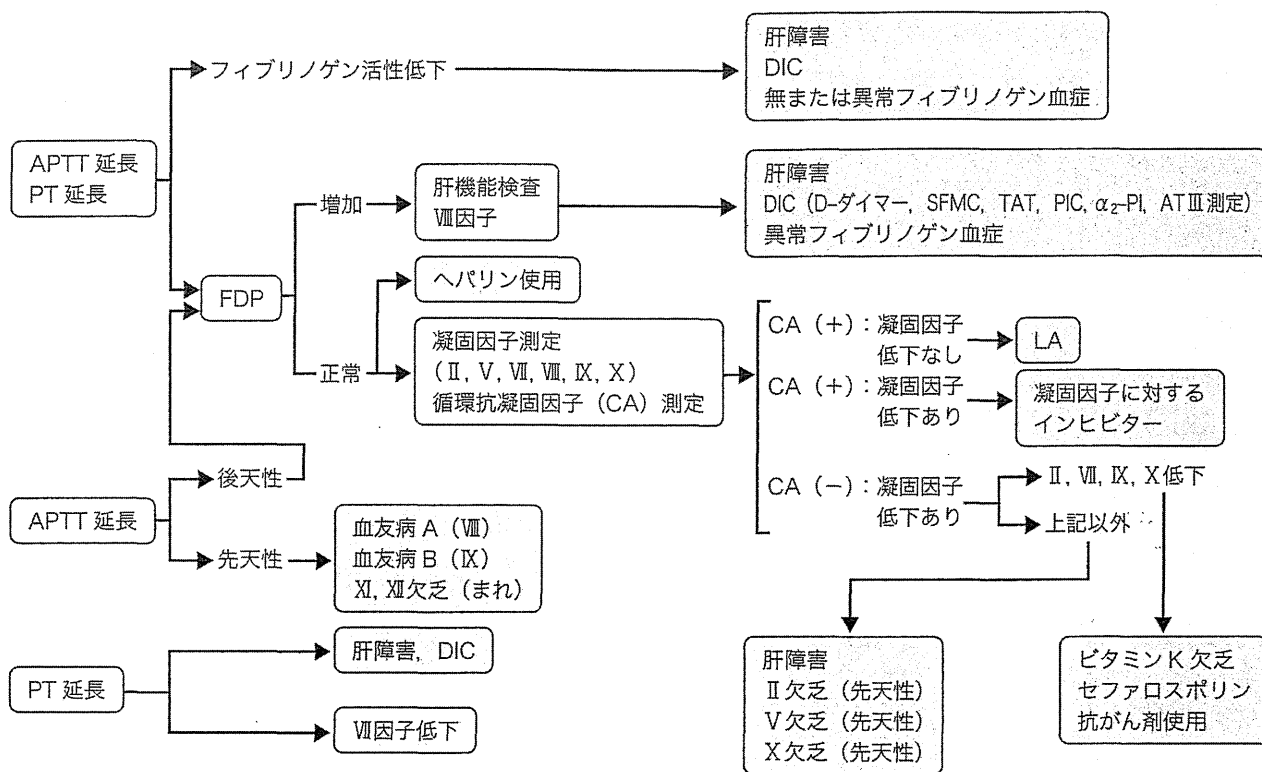 フィブリノゲン活性低下
肝障害
DIC
無または異常フィブリノゲン血症
APTT 延長
PT 延長
増加
肝機能検査
Ⅷ因子
肝障害
DIC（D-ダイマー，SFMC，TAT，PIC，α₂-PI，ATⅢ測定）
異常フィブリノゲン血症
FDP
ヘパリン使用
正常
凝固因子測定
（Ⅱ，Ⅴ，Ⅶ，Ⅷ，Ⅸ，Ⅹ）
循環抗凝固因子（CA）測定
CA（＋）：凝固因子
低下なし
LA
CA（＋）：凝固因子
低下あり
凝固因子に対する
インヒビター
CA（－）：凝固因子
低下あり
Ⅱ，Ⅶ，Ⅸ，Ⅹ低下
上記以外
後天性
APTT 延長
先天性
血友病 A（Ⅷ）
血友病 B（Ⅸ）
Ⅺ，Ⅻ欠乏（まれ）
PT 延長
肝障害，DIC
Ⅶ因子低下
肝障害
Ⅱ欠乏（先天性）
Ⅴ欠乏（先天性）
Ⅹ欠乏（先天性）
ビタミン K 欠乏
セファロスポリン
抗がん剤使用